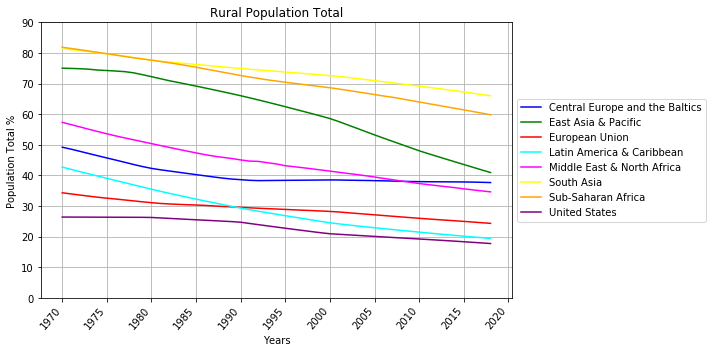 Rural Population Total
Population Total %
90
80
70
60
50
40
30
20
10
0
1970
1975
1980
1985
1990
1995
2000
2005
2010
2015
2020
Years
Central Europe and the Baltics
East Asia & Pacific
European Union
Latin America & Caribbean
Middle East & North Africa
South Asia
Sub-Saharan Africa
United States